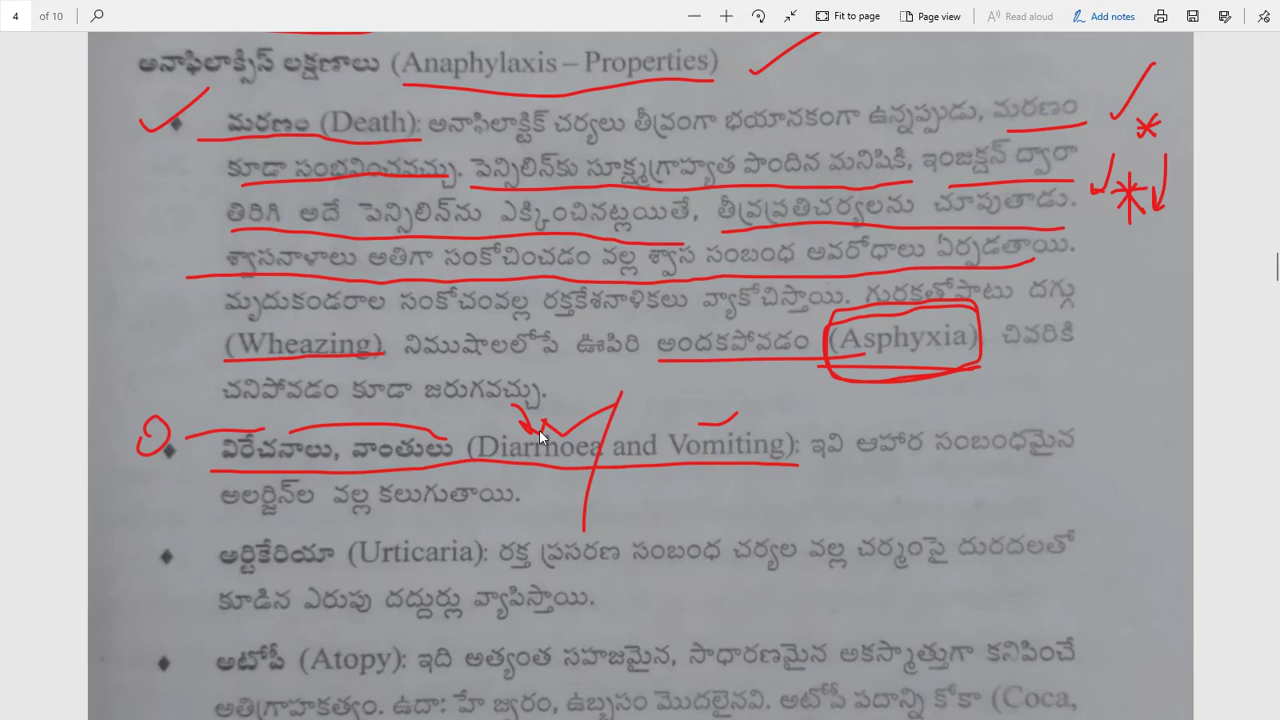 4 of 10 Fit to page Page view Read aloud Add notes
అనాఫిలాక్సిస్ లక్షణాలు (Anaphylaxis – Properties)
మరణం (Death): అనాఫిలాక్టిక్ చర్యలు తీవ్రంగా భయానకంగా ఉన్నప్పుడు, మరణం
కూడా సంభవించవచ్చు. పెన్సిలిన్‌కు సూక్ష్మగ్రాహ్యత పొందిన మనిషికి, ఇంజక్షన్ ద్వారా
తిరిగి అదే పెన్సిలిన్‌ను ఎక్కించినట్లయితే, తీవ్రప్రతిచర్యలను చూపుతాడు.
శ్వాసనాళాలు అతిగా సంకోచించడం వల్ల శ్వాస సంబంధ అవరోధాలు ఏర్పడతాయి.
మృదుకండరాల సంకోచంవల్ల రక్తకేశనాళికలు వ్యాకోచిస్తాయి. గురకతోపాటు దగ్గు
(Wheazing), నిముషాలలోపే ఊపిరి అందకపోవడం (Asphyxia) చివరికి
చనిపోవడం కూడా జరుగవచ్చు.
విరేచనాలు, వాంతులు (Diarrhoea and Vomiting): ఇవి ఆహార సంబంధమైన
అలర్జిన్‌ల వల్ల కలుగుతాయి.
అర్టికేరియా (Urticaria): రక్త ప్రసరణ సంబంధ చర్యల వల్ల చర్మంపై దురదలతో
కూడిన ఎరుపు దద్దుర్లు వ్యాపిస్తాయి.
అటోపీ (Atopy): ఇది అత్యంత సహజమైన, సాధారణమైన అకస్మాత్తుగా కనిపించే
అతిగ్రాహకత్వం. ఉదా: హే జ్వరం, ఉబ్బసం మొదలైనవి. అటోపీ పదాన్ని కోకా (Coca,